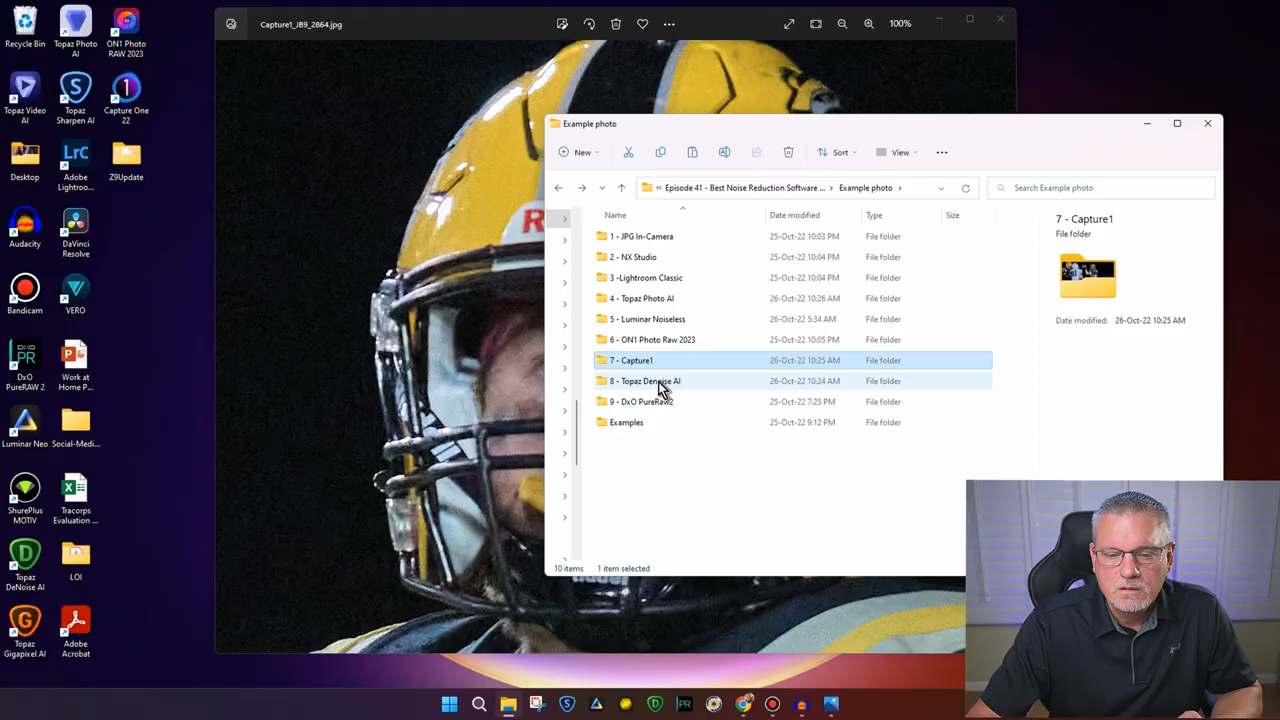 Recycle Bin
Topaz Photo AI
ON1 Photo RAW 2023
Topaz Video AI
Topaz Sharpen AI
Capture One 22
Desktop
Adobe Lightroo...
Z9Update
Audacity
DaVinci Resolve
Bandicam
VERO
DxO PureRAW 2
Work at Home P...
Luminar Neo
Social-Medi...
ShurePlus MOTIV
Tracorps Evaluation ...
Topaz DeNoise AI
LOI
Topaz Gigapixel AI
Adobe Acrobat
Capture1_JB9_2864.jpg
100%
Example photo
New
Sort
View
« Episode 41 - Best Noise Reduction Software ... › Example photo ›
Search Example photo
Name Date modified Type Size
1 - JPG In-Camera 25-Oct-22 10:03 PM File folder
2 - NX Studio 25-Oct-22 10:04 PM File folder
3 -Lightroom Classic 25-Oct-22 10:04 PM File folder
4 - Topaz Photo AI 26-Oct-22 10:26 AM File folder
5 - Luminar Noiseless 26-Oct-22 5:34 AM File folder
6 - ON1 Photo Raw 2023 25-Oct-22 10:05 PM File folder
7 - Capture1 26-Oct-22 10:25 AM File folder
8 - Topaz Denoise AI 26-Oct-22 10:24 AM File folder
9 - DxO PureRaw2 25-Oct-22 7:25 PM File folder
Examples 25-Oct-22 9:12 PM File folder
7 - Capture1
File folder
Date modified: 26-Oct-22 10:25 AM
10 items 1 item selected